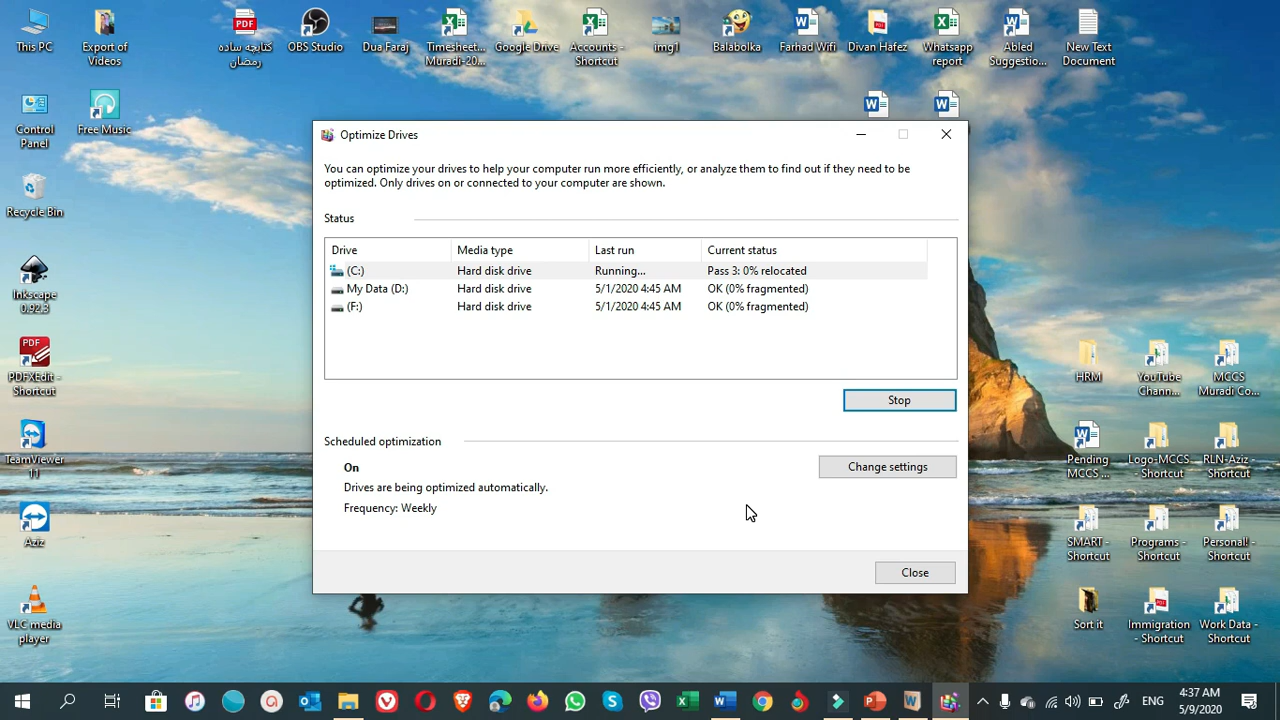 This PC
Export of
Videos
کتابچه ساده
رمضان
OBS Studio
Dua Faraj
Timesheet...
Muradi-20...
Google Drive
Accounts -
Shortcut
img1
Balabolka
Farhad Wifi
Divan Hafez
Whatsapp
report
Abled
Suggestio...
New Text
Document
Control
Panel
Free Music
Recycle Bin
Inkscape
0.92.3
PDF
PDFXEdit -
Shortcut
TeamViewer
11
Aziz
VLC media
player
Optimize Drives
You can optimize your drives to help your computer run more efficiently, or analyze them to find out if they need to be
optimized. Only drives on or connected to your computer are shown.
Status
Drive Media type Last run Current status
(C:) Hard disk drive Running... Pass 3: 0% relocated
My Data (D:) Hard disk drive 5/1/2020 4:45 AM OK (0% fragmented)
(F:) Hard disk drive 5/1/2020 4:45 AM OK (0% fragmented)
Stop
Scheduled optimization
On
Change settings
Drives are being optimized automatically.
Frequency: Weekly
Close
HRM
YouTube
Chann...
MCCS
Muradi Co...
Pending
MCCS ...
Logo-MCCS
- Shortcut
RLN-Aziz -
Shortcut
SMART -
Shortcut
Programs -
Shortcut
Personal! -
Shortcut
Sort it
Immigration
- Shortcut
Work Data -
Shortcut
ENG
4:37 AM
5/9/2020